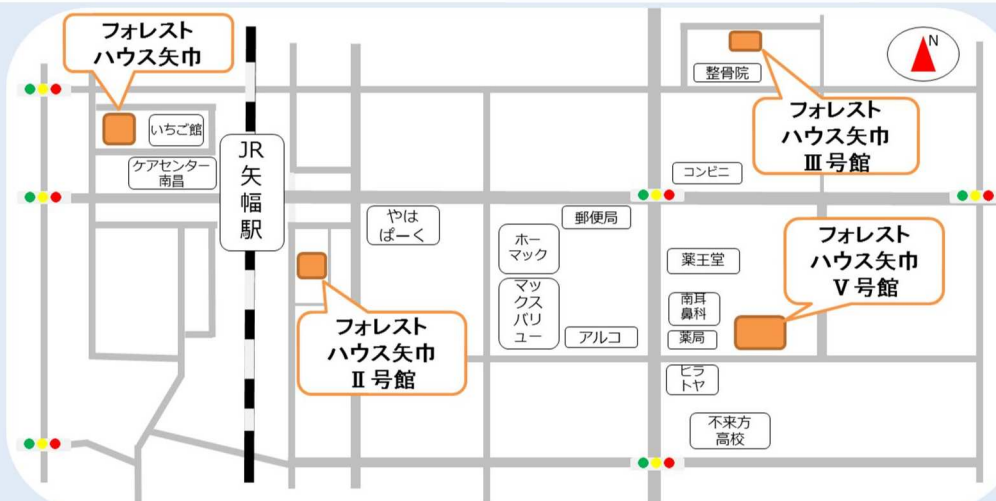 フォレスト
ハウス矢巾
いちご館
ケアセンター
南昌
JR
矢
幅
駅
フォレスト
ハウス矢巾
Ⅱ号館
やは
ぱーく
郵便局
ホー
マック
マッ
クス
バリ
ュー
アルコ
整骨院
N
フォレスト
ハウス矢巾
Ⅲ号館
コンビニ
薬王堂
フォレスト
ハウス矢巾
Ⅴ号館
南耳
鼻科
薬局
ヒラ
トヤ
不来方
高校